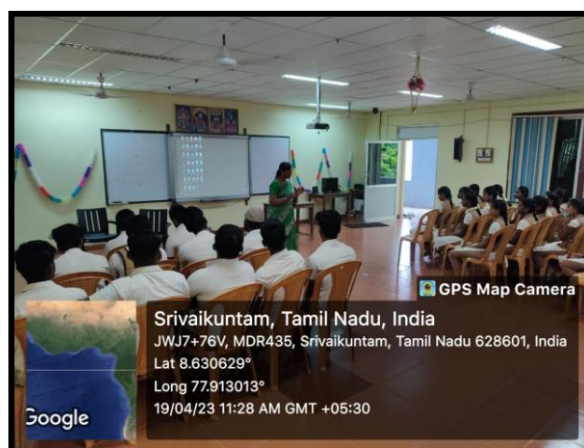 GPS Map Camera
Srivaikuntam, Tamil Nadu, India
JWJ7+76V, MDR435, Srivaikuntam, Tamil Nadu 628601, India
Lat 8.630629°
Long 77.913013°
19/04/23 11:28 AM GMT +05:30
Google